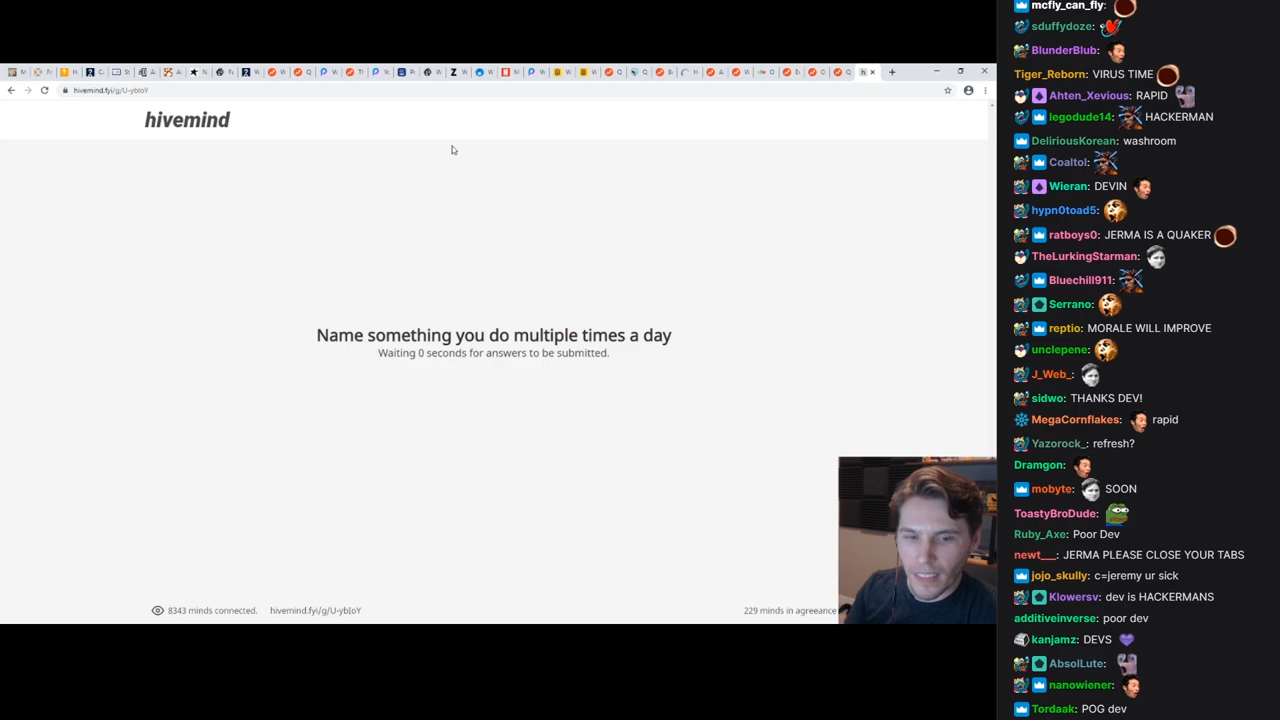 hivemind.fyi/g/U-ybIoY
hivemind
Name something you do multiple times a day
Waiting 0 seconds for answers to be submitted.
8343 minds connected.
hivemind.fyi/g/U-ybIoY
229 minds in agreeance
mcfly_can_fly:
sduffydoze:
BlunderBlub:
Tiger_Reborn: VIRUS TIME
Ahten_Xevious: RAPID
legodude14: HACKERMAN
DeliriousKorean: washroom
Coaltol:
Wieran: DEVIN
hypn0toad5:
ratboys0: JERMA IS A QUAKER
TheLurkingStarman:
Bluechill911:
Serrano:
reptio: MORALE WILL IMPROVE
unclepene:
J_Web_:
sidwo: THANKS DEV!
MegaCornflakes: rapid
Yazorock_: refresh?
Dramgon:
mobyte: SOON
ToastyBroDude:
Ruby_Axe: Poor Dev
newt___: JERMA PLEASE CLOSE YOUR TABS
jojo_skully: c=jeremy ur sick
Klowersv: dev is HACKERMANS
additiveinverse: poor dev
kanjamz: DEVS
AbsolLute:
nanowiener:
Tordaak: POG dev